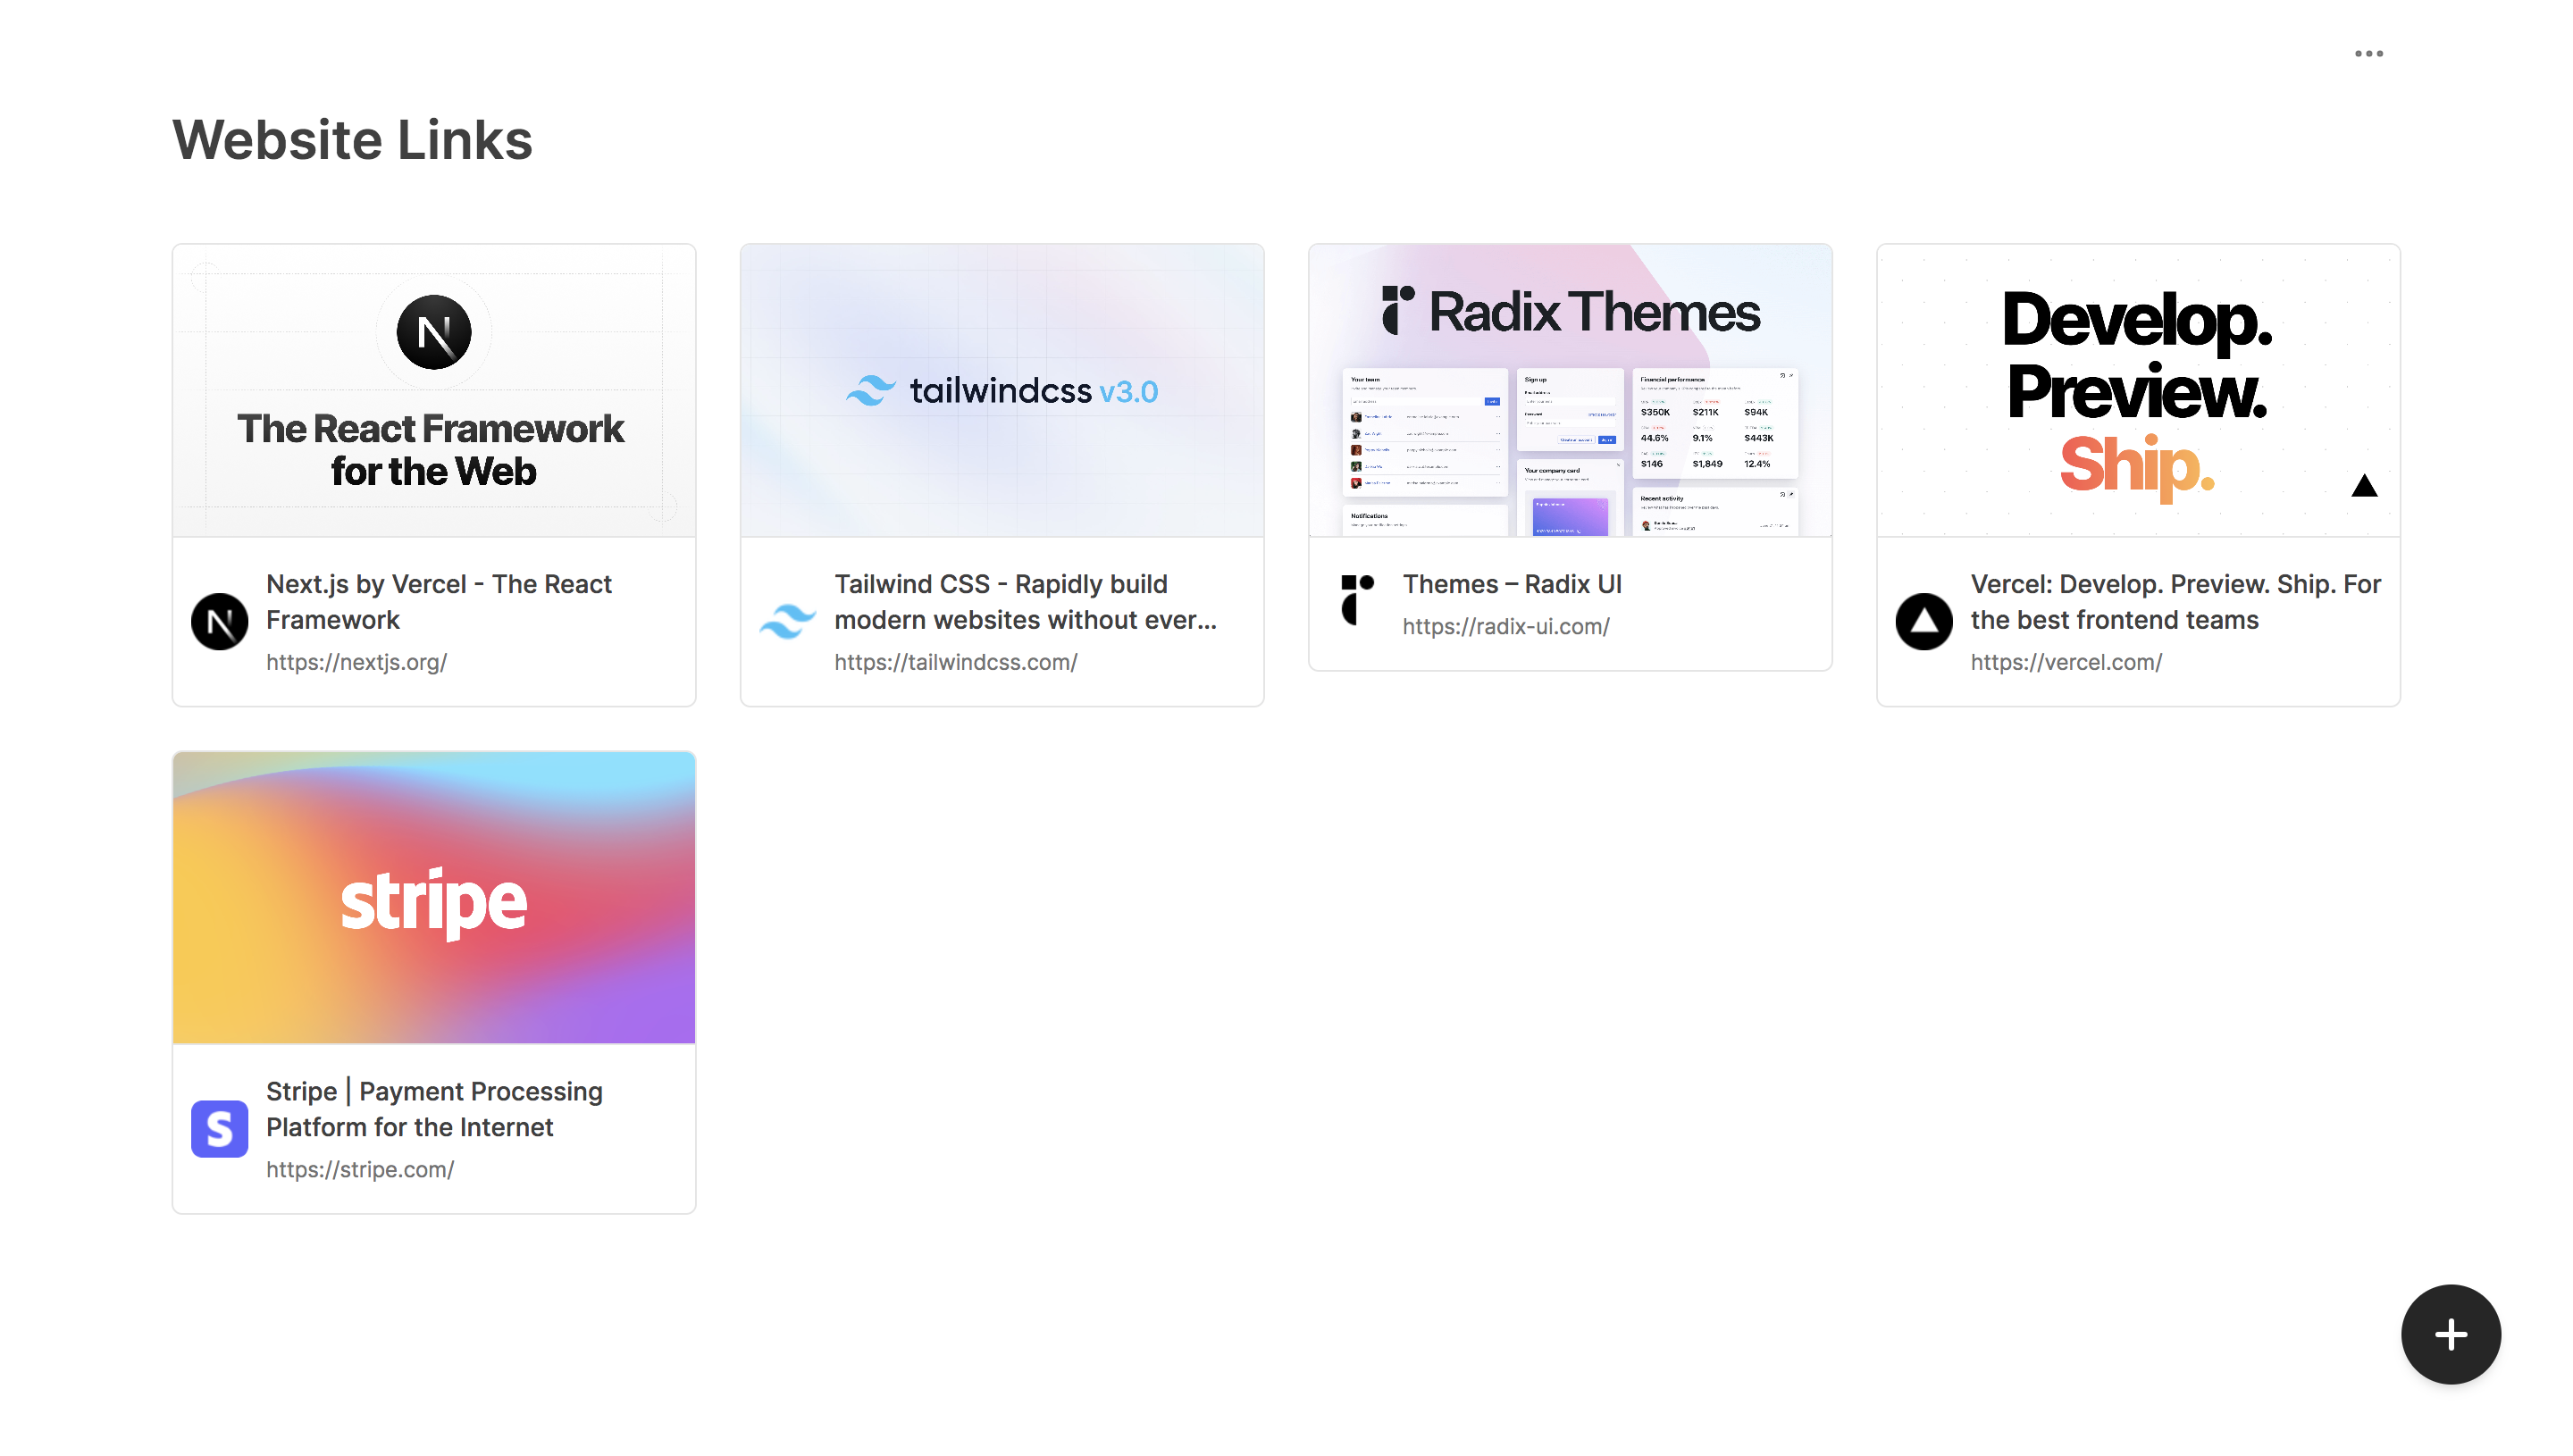 Website Links
The React Framework
for the Web
Next.js by Vercel - The React
Framework
https://nextjs.org/
tailwindcss v3.0
Tailwind CSS - Rapidly build
modern websites without ever...
https://tailwindcss.com/
Radix Themes
Your team
Notifications
Sign up
Your company card
Financial performance
$350K $211K $94K
44.6% 9.1% $443K
$146 $1,849 12.4%
Recent activity
Themes – Radix UI
https://radix-ui.com/
Develop.
Preview.
Ship.
Vercel: Develop. Preview. Ship. For
the best frontend teams
https://vercel.com/
stripe
Stripe | Payment Processing
Platform for the Internet
https://stripe.com/